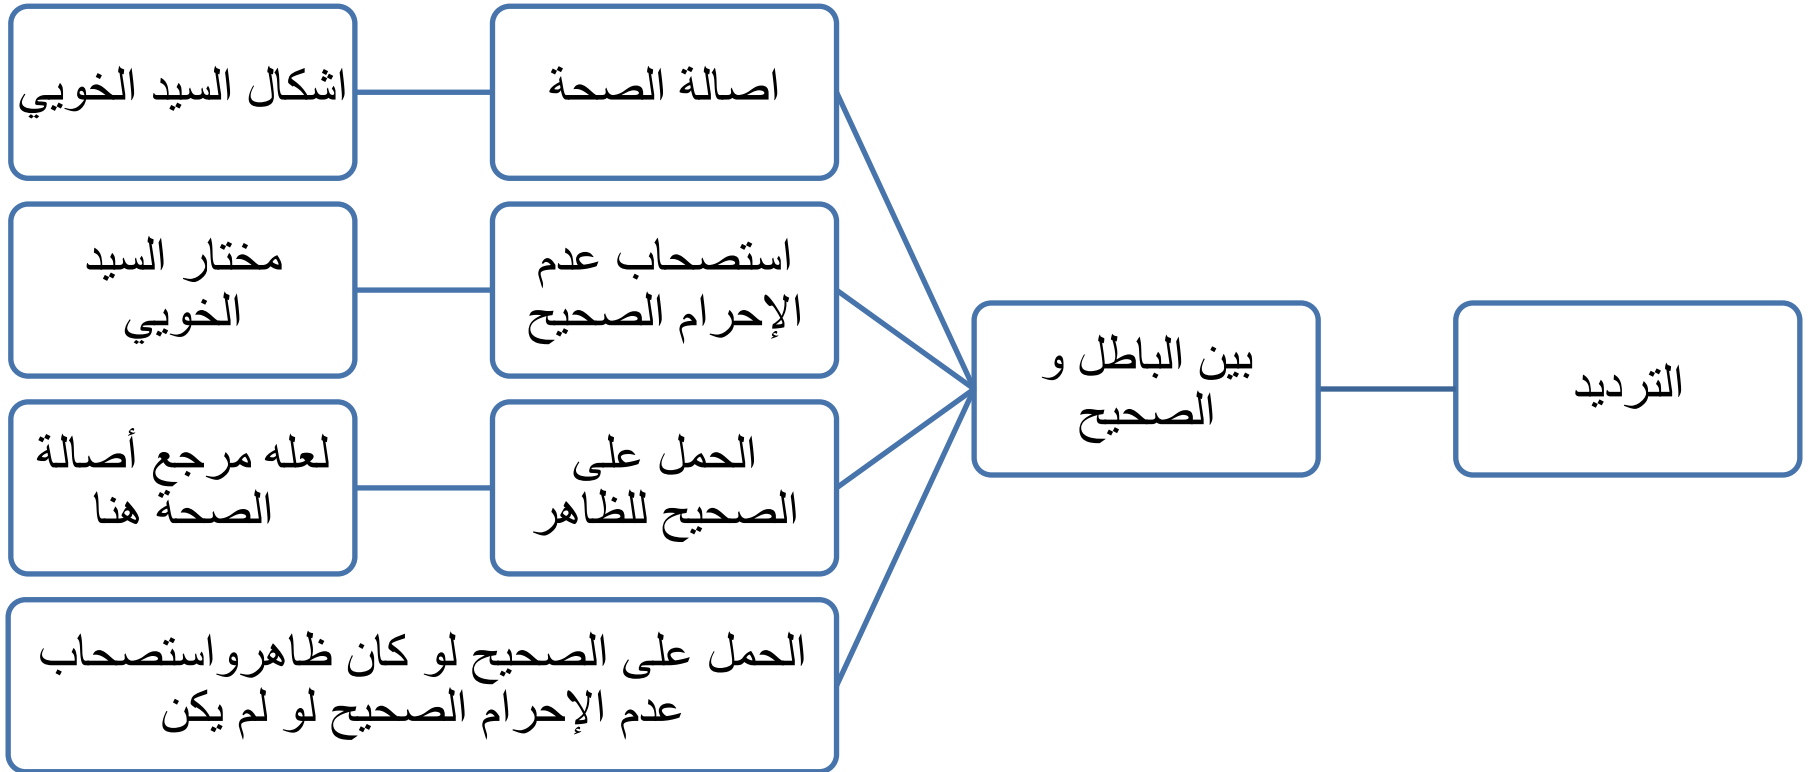 الترديد
بين الباطل و
الصحيح
اصالة الصحة
اشكال السيد الخويي
استصحاب عدم
الإحرام الصحيح
مختار السيد
الخويي
الحمل على
الصحيح للظاهر
لعله مرجع أصالة
الصحة هنا
الحمل على الصحيح لو كان ظاهرواستصحاب
عدم الإحرام الصحيح لو لم يكن